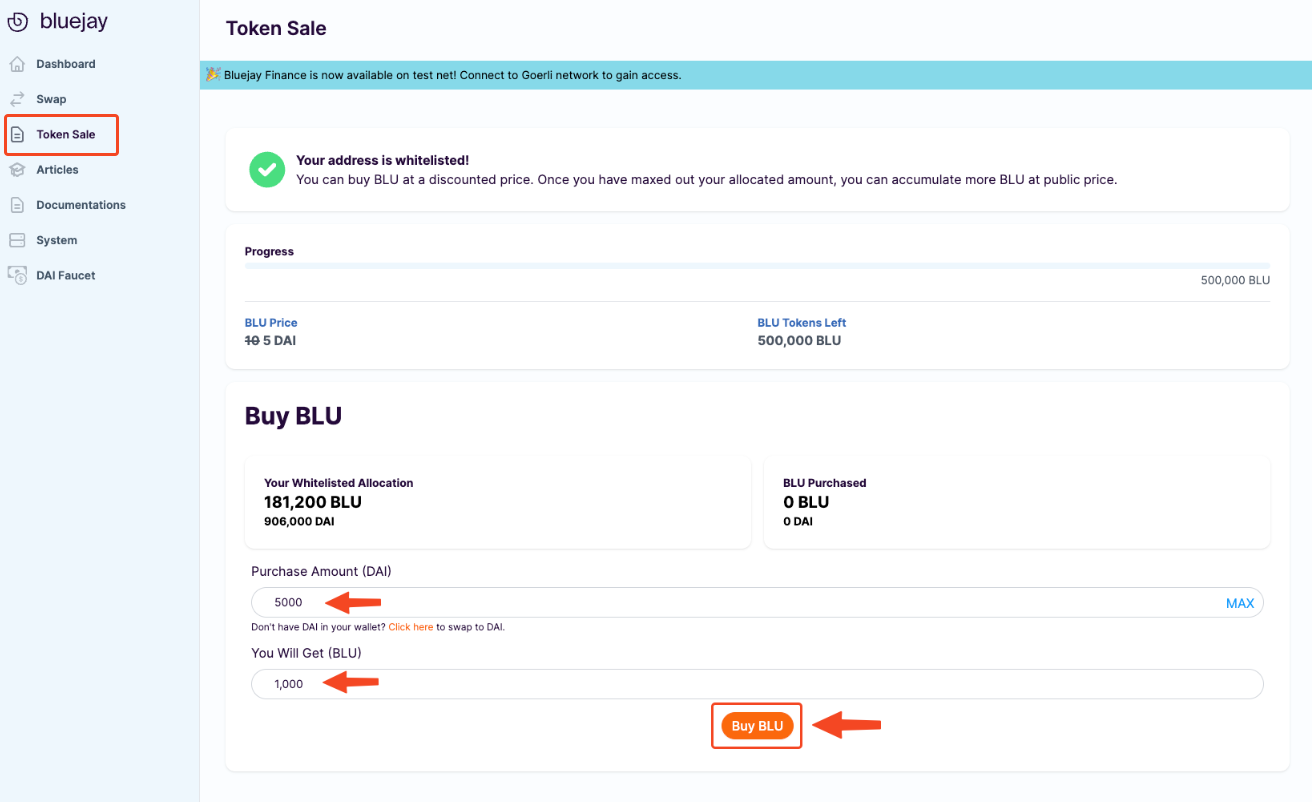 bluejay
Dashboard
Swap
Token Sale
Articles
Documentations
System
DAI Faucet
Token Sale
🎉 Bluejay Finance is now available on test net! Connect to Goerli network to gain access.
Your address is whitelisted!
You can buy BLU at a discounted price. Once you have maxed out your allocated amount, you can accumulate more BLU at public price.
Progress
500,000 BLU
BLU Price
10 5 DAI
BLU Tokens Left
500,000 BLU
Buy BLU
Your Whitelisted Allocation
181,200 BLU
906,000 DAI
BLU Purchased
0 BLU
0 DAI
Purchase Amount (DAI)
5000 MAX
Don't have DAI in your wallet? Click here to swap to DAI.
You Will Get (BLU)
1,000
Buy BLU